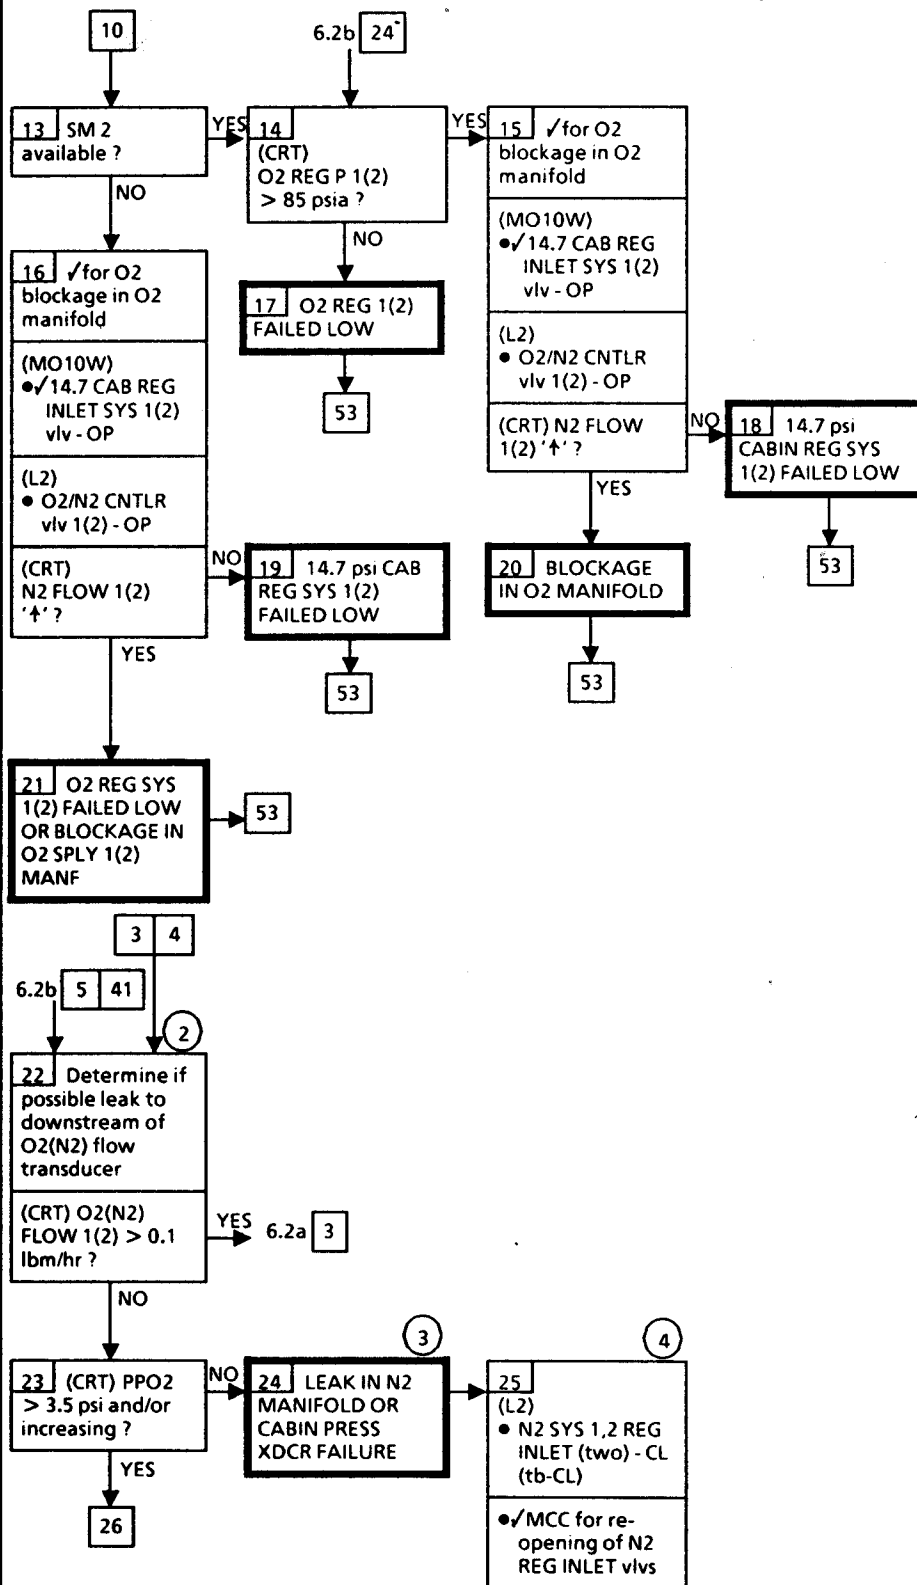 10
6.2b 24
13 SM 2
available ?
YES
NO
14
(CRT)
O2 REG P 1(2)
> 85 psia ?
YES
NO
15 ✓for O2
blockage in O2
manifold
(MO10W)
●✓14.7 CAB REG
INLET SYS 1(2)
vlv - OP
(L2)
● O2/N2 CNTLR
vlv 1(2) - OP
(CRT) N2 FLOW
1(2) '↑' ?
NO
YES
16 ✓for O2
blockage in O2
manifold
(MO10W)
●✓14.7 CAB REG
INLET SYS 1(2)
vlv - OP
(L2)
● O2/N2 CNTLR
vlv 1(2) - OP
(CRT)
N2 FLOW 1(2)
'↑' ?
NO
YES
17 O2 REG 1(2)
FAILED LOW
53
18 14.7 psi
CABIN REG SYS
1(2) FAILED LOW
53
19 14.7 psi CAB
REG SYS 1(2)
FAILED LOW
53
20 BLOCKAGE
IN O2 MANIFOLD
53
21 O2 REG SYS
1(2) FAILED LOW
OR BLOCKAGE IN
O2 SPLY 1(2)
MANF
53
3 4
6.2b 5 41
2
22 Determine if
possible leak to
downstream of
O2(N2) flow
transducer
(CRT) O2(N2)
FLOW 1(2) > 0.1
lbm/hr ?
YES
6.2a 3
NO
23 (CRT) PPO2
> 3.5 psi and/or
increasing ?
NO
YES
26
3
24 LEAK IN N2
MANIFOLD OR
CABIN PRESS
XDCR FAILURE
4
25
(L2)
● N2 SYS 1,2 REG
INLET (two) - CL
(tb-CL)
●✓MCC for re-
opening of N2
REG INLET vlvs